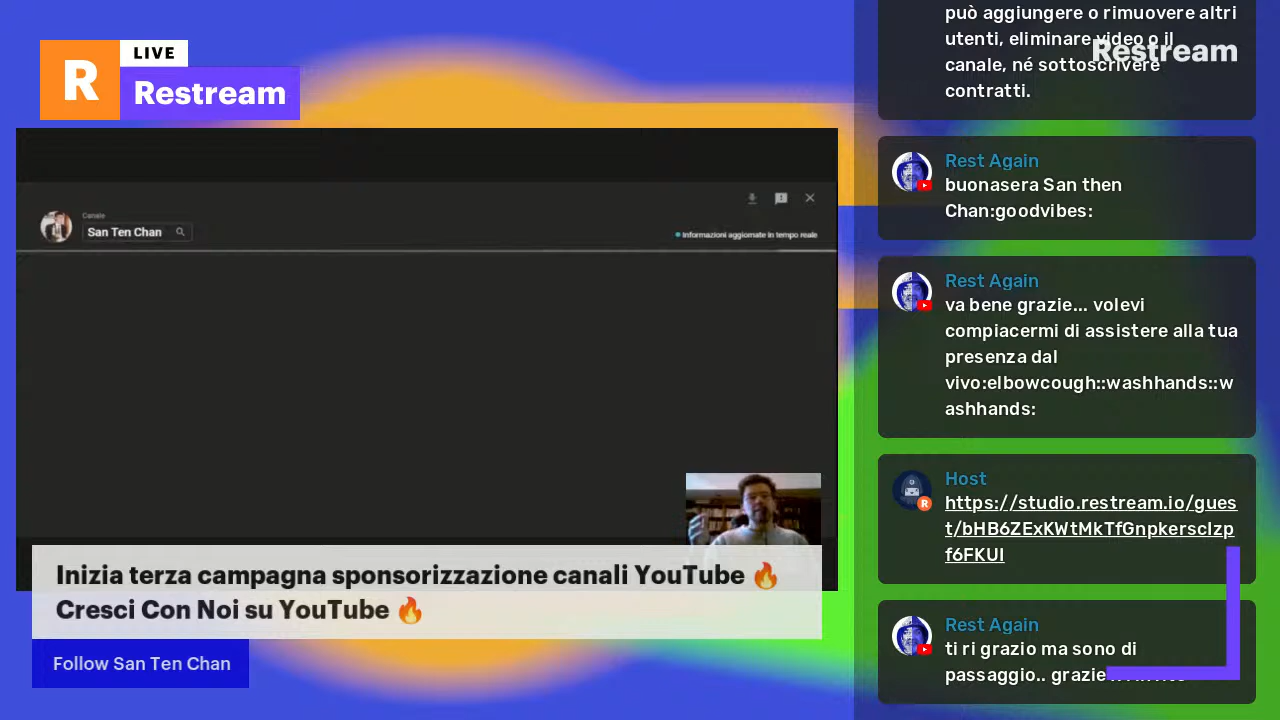 R
LIVE
Restream
Canale
San Ten Chan
Informazioni aggiornate in tempo reale
Inizia terza campagna sponsorizzazione canali YouTube 🔥
Cresci Con Noi su YouTube 🔥
Follow San Ten Chan
Restream
può aggiungere o rimuovere altri
utenti, eliminare video o il
canale, né sottoscrivere
contratti.
Rest Again
buonasera San then
Chan:goodvibes:
Rest Again
va bene grazie... volevi
compiacermi di assistere alla tua
presenza dal
vivo:elbowcough::washhands::w
ashhands:
Host
https://studio.restream.io/gues
t/bHB6ZExKWtMkTfGnpkersclzp
f6FKUI
Rest Again
ti ri grazio ma sono di
passaggio.. grazie